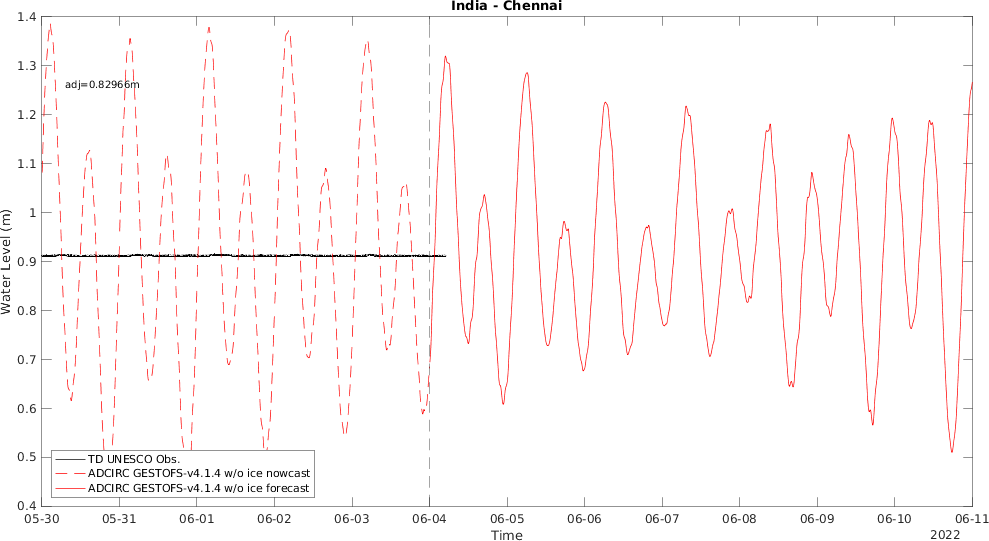 India - Chennai
1.4
1.3
1.2
1.1
1
0.9
0.8
0.7
0.6
0.5
0.4
Water Level (m)
adj=0.82966m
TD UNESCO Obs.
ADCIRC GESTOFS-v4.1.4 w/o ice nowcast
ADCIRC GESTOFS-v4.1.4 w/o ice forecast
05-30 05-31 06-01 06-02 06-03 06-04 06-05 06-06 06-07 06-08 06-09 06-10 06-11
Time
2022